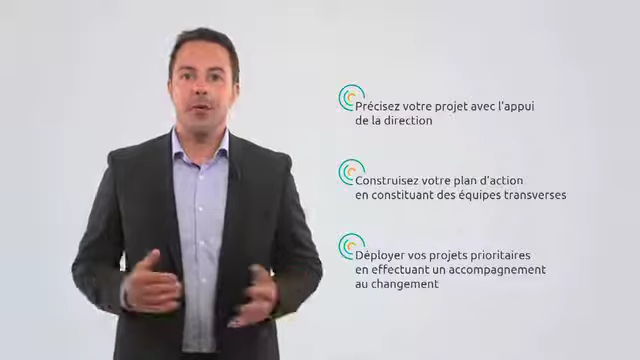 Précisez votre projet avec l'appui
de la direction
Construisez votre plan d'action
en constituant des équipes transverses
Déployer vos projets prioritaires
en effectuant un accompagnement
au changement